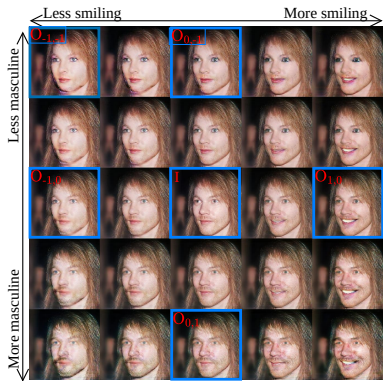 Less smiling More smiling
Less masculine
More masculine
O-1,-1 O0,-1
O-1,0 I O1,0
O0,1